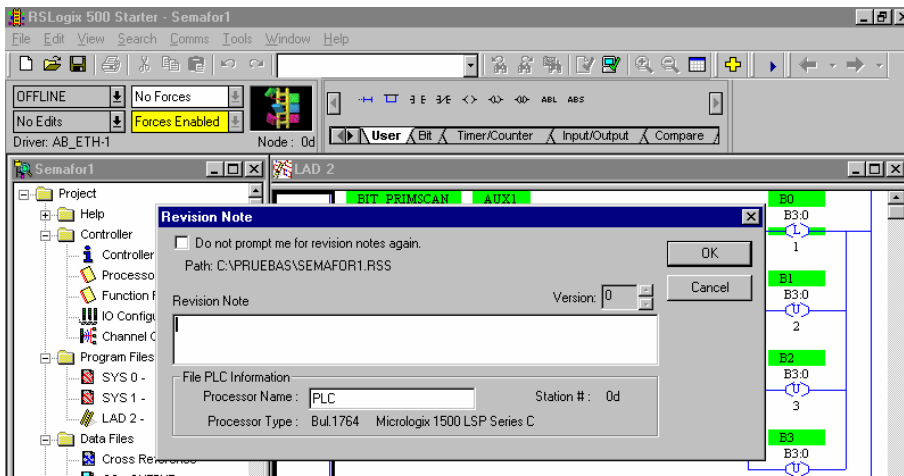 RSLogix 500 Starter - Semafor1
File Edit View Search Comms Tools Window Help
OFFLINE No Forces
No Edits Forces Enabled
Driver: AB_ETH-1 Node: 0d
ABL ABS
User Bit Timer/Counter Input/Output Compare
Semafor1
LAD 2
Project
Help
Controller
Controller
Processo
Function F
IO Configu
Channel C
Program Files
SYS 0 -
SYS 1 -
LAD 2 -
Data Files
Cross Refe
BIT PRIMSCAN AUX1
B0
B3:0
L
1
B1
B3:0
U
2
B2
B3:0
U
3
B3
B3:0
U
Revision Note
Do not prompt me for revision notes again.
Path: C:\PRUEBAS\SEMAFOR1.RSS
OK
Cancel
Revision Note Version: 0
File PLC Information
Processor Name : PLC Station # : 0d
Processor Type : Bul.1764 Micrologix 1500 LSP Series C